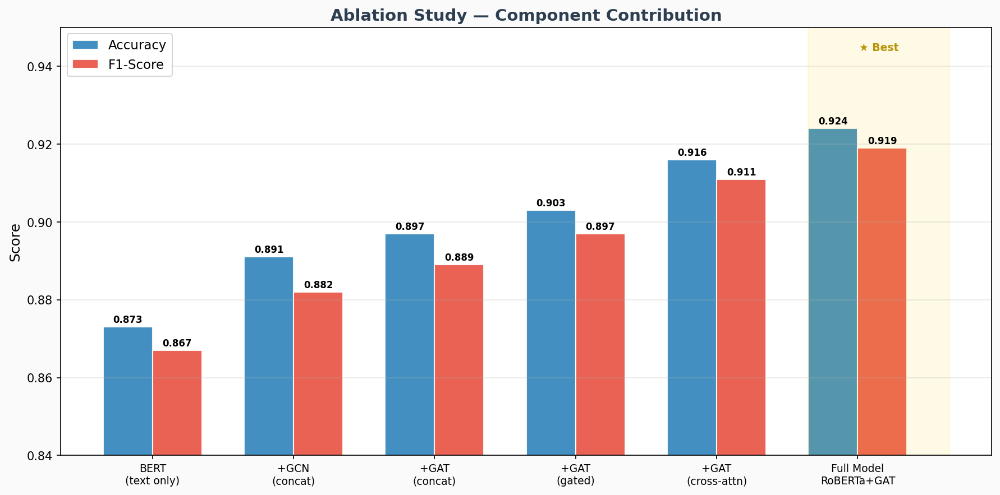 Ablation Study — Component Contribution
Accuracy
F1-Score
★ Best
Score
0.94
0.92
0.90
0.88
0.86
0.84
0.873
0.867
0.891
0.882
0.897
0.889
0.903
0.897
0.916
0.911
0.924
0.919
BERT
(text only)
+GCN
(concat)
+GAT
(concat)
+GAT
(gated)
+GAT
(cross-attn)
Full Model
RoBERTa+GAT